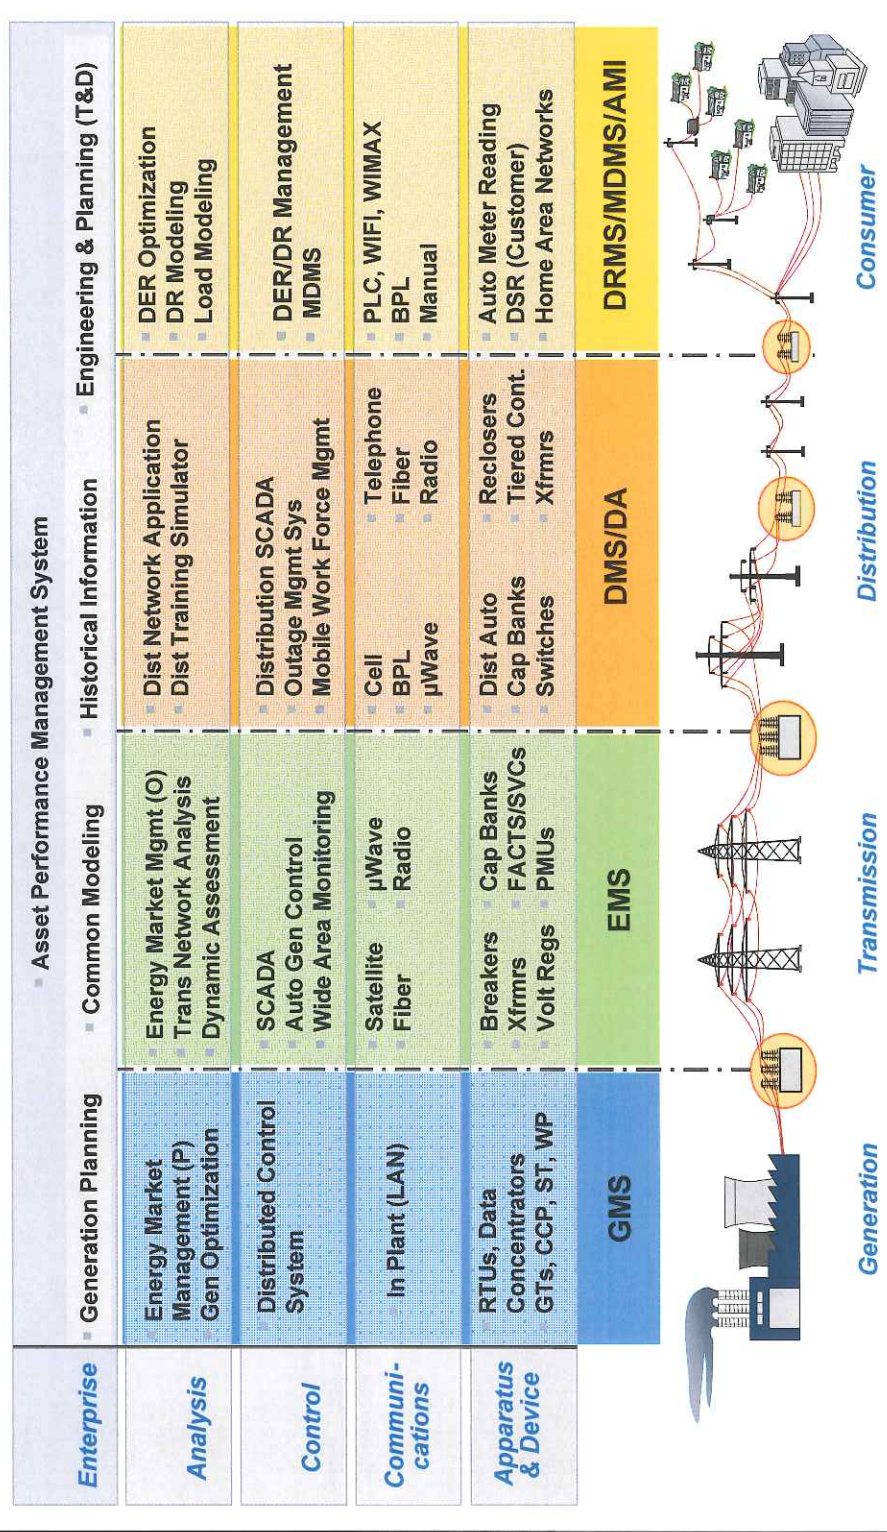 Enterprise
▪ Asset Performance Management System
▪ Generation Planning
▪ Common Modeling
▪ Historical Information
▪ Engineering & Planning (T&D)
Analysis
Energy Market
Management (P)
Gen Optimization
▪ Energy Market Mgmt (O)
▪ Trans Network Analysis
▪ Dynamic Assessment
▪ Dist Network Application
▪ Dist Training Simulator
▪ DER Optimization
▪ DR Modeling
▪ Load Modeling
Control
Distributed Control
System
▪ SCADA
▪ Auto Gen Control
▪ Wide Area Monitoring
▪ Distribution SCADA
▪ Outage Mgmt Sys
▪ Mobile Work Force Mgmt
▪ DER/DR Management
▪ MDMS
Communi-
cations
In Plant (LAN)
▪ Satellite
▪ Fiber
▪ µWave
▪ Radio
▪ Cell
▪ BPL
▪ µWave
▪ Telephone
▪ Fiber
▪ Radio
▪ PLC, WIFI, WIMAX
▪ BPL
▪ Manual
Apparatus
& Device
RTUs, Data
Concentrators
GTs, CCP, ST, WP
▪ Breakers
▪ Xfrmrs
▪ Volt Regs
▪ Cap Banks
▪ FACTS/SVCs
▪ PMUs
▪ Dist Auto
▪ Cap Banks
▪ Switches
▪ Reclosers
▪ Tiered Cont.
▪ Xfrmrs
▪ Auto Meter Reading
▪ DSR (Customer)
▪ Home Area Networks
GMS
EMS
DMS/DA
DRMS/MDMS/AMI
Generation
Transmission
Distribution
Consumer